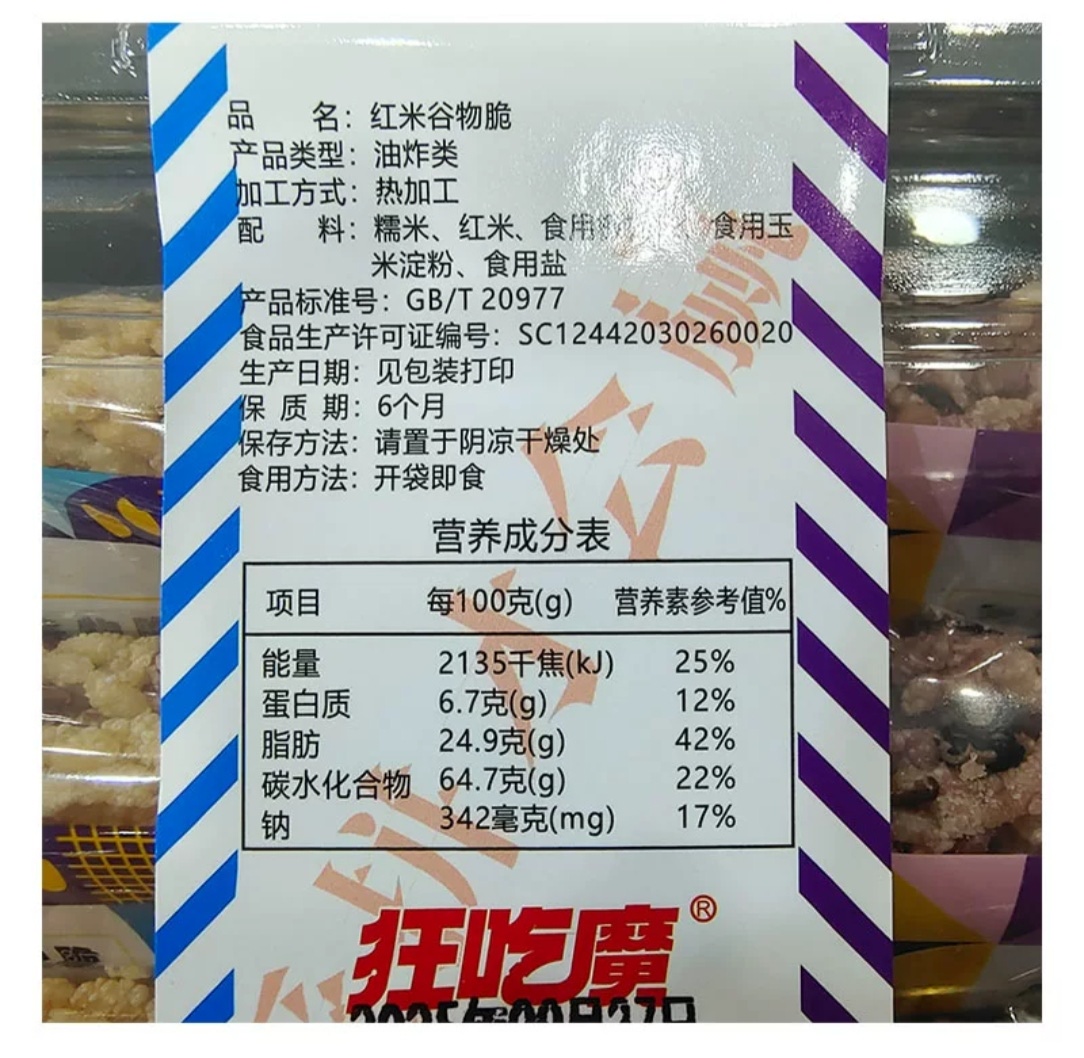 品 名：红米谷物脆
产品类型：油炸类
加工方式：热加工
配 料：糯米、红米、食用 食用玉
米淀粉、食用盐
产品标准号：GB/T 20977
食品生产许可证编号：SC12442030260020
生产日期：见包装打印
保 质 期：6个月
保存方法：请置于阴凉干燥处
食用方法：开袋即食
营养成分表
项目 每100克(g) 营养素参考值%
能量 2135千焦(kJ) 25%
蛋白质 6.7克(g) 12%
脂肪 24.9克(g) 42%
碳水化合物 64.7克(g) 22%
钠 342毫克(mg) 17%
狂吃魔®